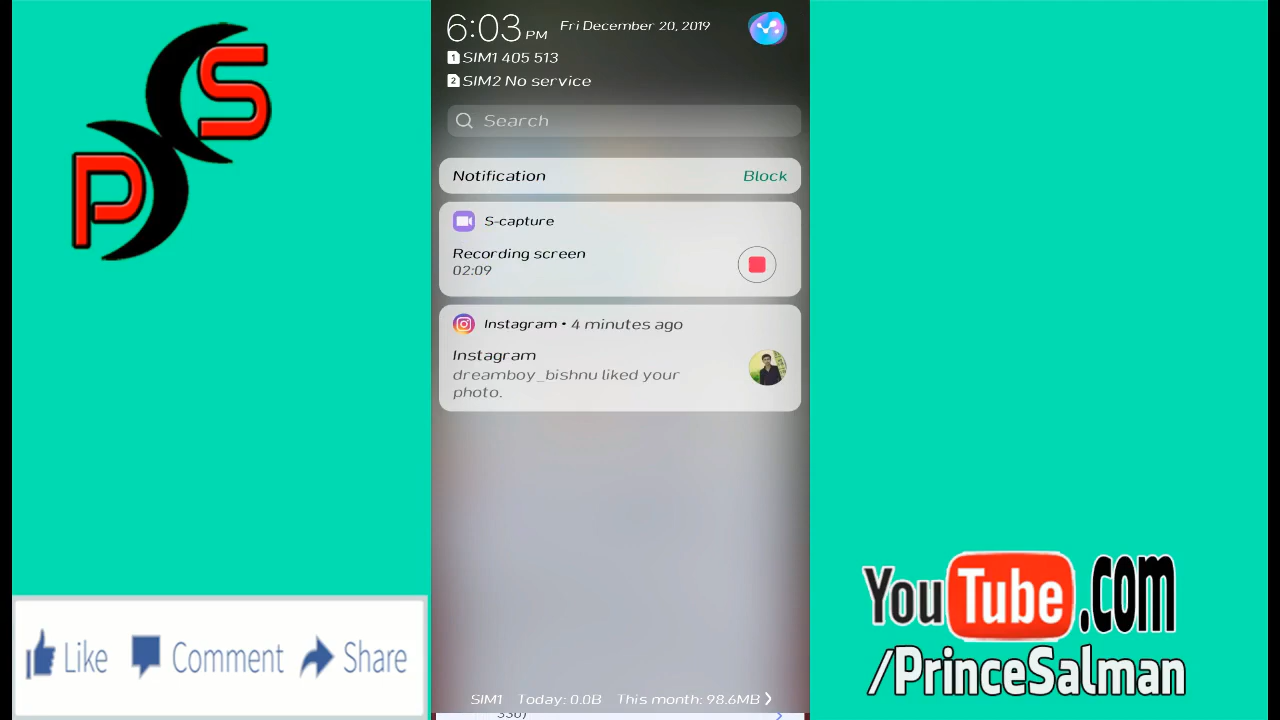 S
P
6:03 PM Fri December 20, 2019
1 SIM1 405 513
2 SIM2 No service
Search
Notification Block
S-capture
Recording screen
02:09
Instagram • 4 minutes ago
Instagram
dreamboy_bishnu liked your
photo.
SIM1 Today: 0.0B This month: 98.6MB
Like Comment Share
YouTube.com
/PrinceSalman